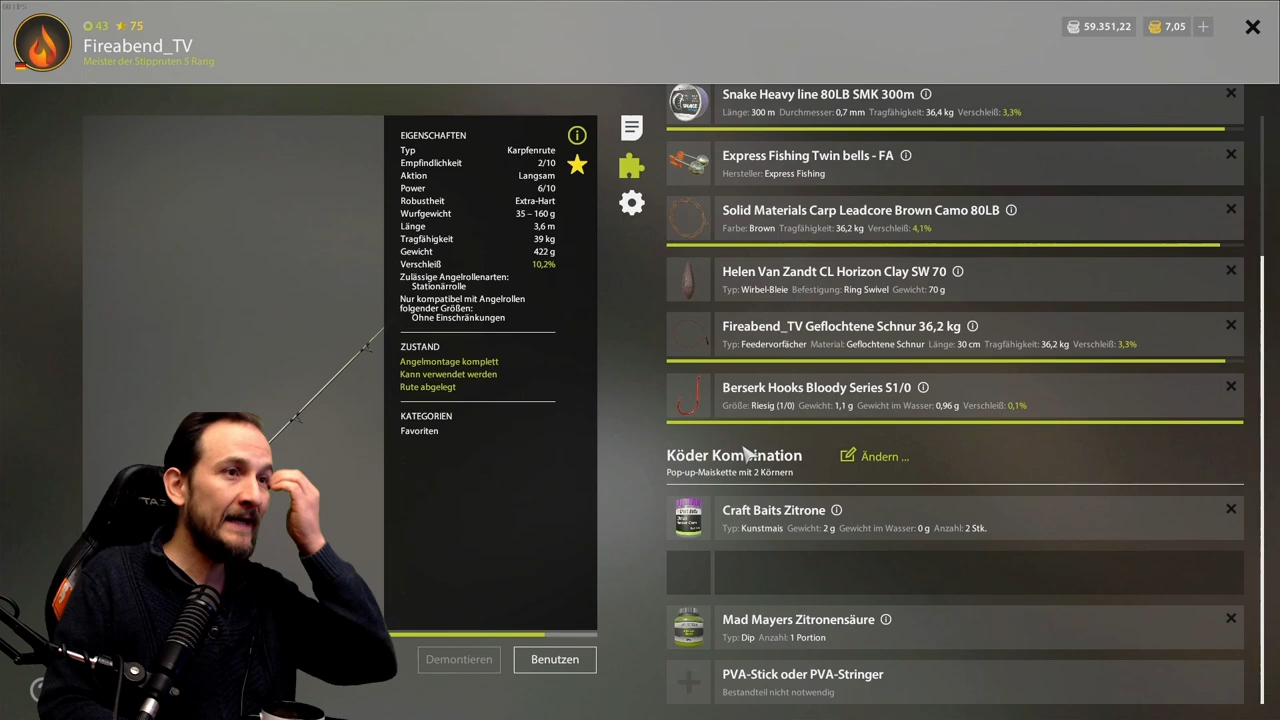 43 75
Fireabend_TV
Meister der Stippruten 5 Rang
59.351,22
7,05
EIGENSCHAFTEN
Typ Karpfenrute
Empfindlichkeit 2/10
Aktion Langsam
Power 6/10
Robustheit Extra-Hart
Wurfgewicht 35 – 160 g
Länge 3,6 m
Tragfähigkeit 39 kg
Gewicht 422 g
Verschleiß 10,2%
Zulässige Angelrollenarten:
Stationärrolle
Nur kompatibel mit Angelrollen
folgender Größen:
Ohne Einschränkungen
ZUSTAND
Angelmontage komplett
Kann verwendet werden
Rute abgelegt
KATEGORIEN
Favoriten
Demontieren
Benutzen
Snake Heavy line 80LB SMK 300m
Länge: 300 m Durchmesser: 0,7 mm Tragfähigkeit: 36,4 kg Verschleiß: 3,3%
Express Fishing Twin bells - FA
Hersteller: Express Fishing
Solid Materials Carp Leadcore Brown Camo 80LB
Farbe: Brown Tragfähigkeit: 36,2 kg Verschleiß: 4,1%
Helen Van Zandt CL Horizon Clay SW 70
Typ: Wirbel-Bleie Befestigung: Ring Swivel Gewicht: 70 g
Fireabend_TV Geflochtene Schnur 36,2 kg
Typ: Feedervorfächer Material: Geflochtene Schnur Länge: 30 cm Tragfähigkeit: 36,2 kg Verschleiß: 3,3%
Berserk Hooks Bloody Series S1/0
Größe: Riesig (1/0) Gewicht: 1,1 g Gewicht im Wasser: 0,96 g Verschleiß: 0,1%
Köder Kombination
Ändern ...
Pop-up-Maiskette mit 2 Körnern
Craft Baits Zitrone
Typ: Kunstmais Gewicht: 2 g Gewicht im Wasser: 0 g Anzahl: 2 Stk.
Mad Mayers Zitronensäure
Typ: Dip Anzahl: 1 Portion
PVA-Stick oder PVA-Stringer
Bestandteil nicht notwendig